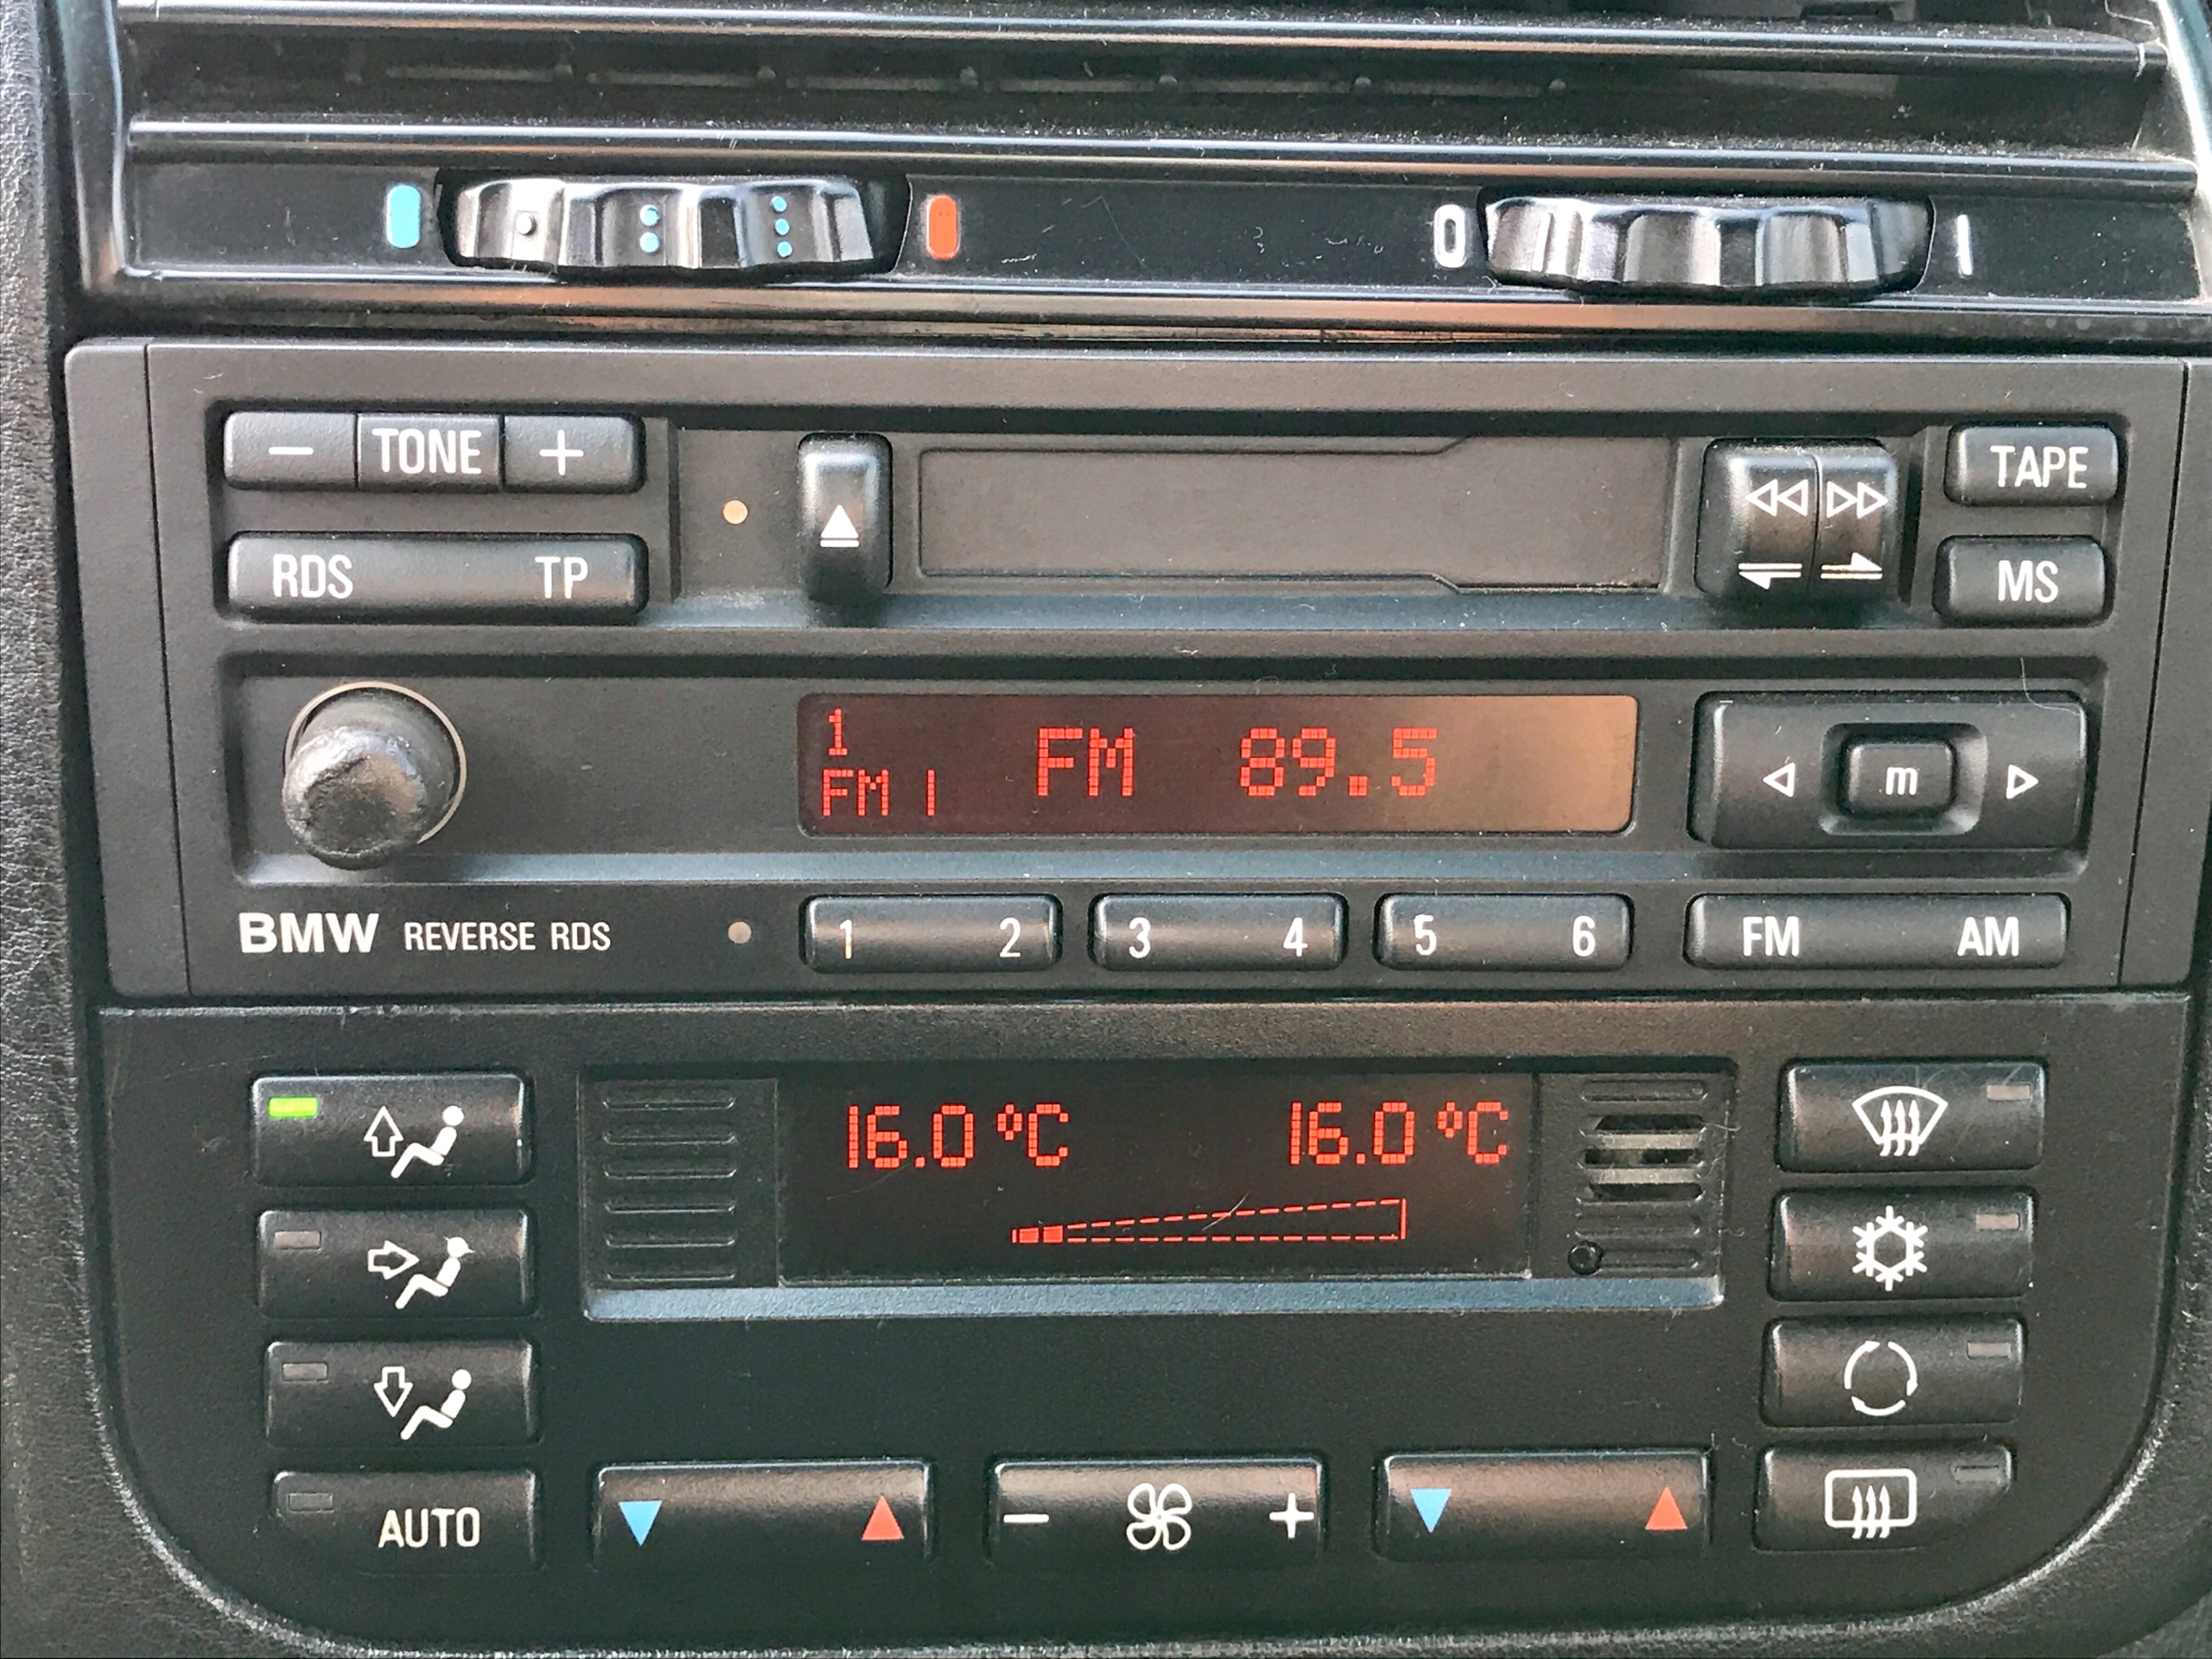 0 I
− TONE +
TAPE
RDS TP
MS
1
FM I FM 89.5
m
BMW REVERSE RDS
1 2 3 4 5 6 FM AM
16.0 °C 16.0 °C
AUTO
− +